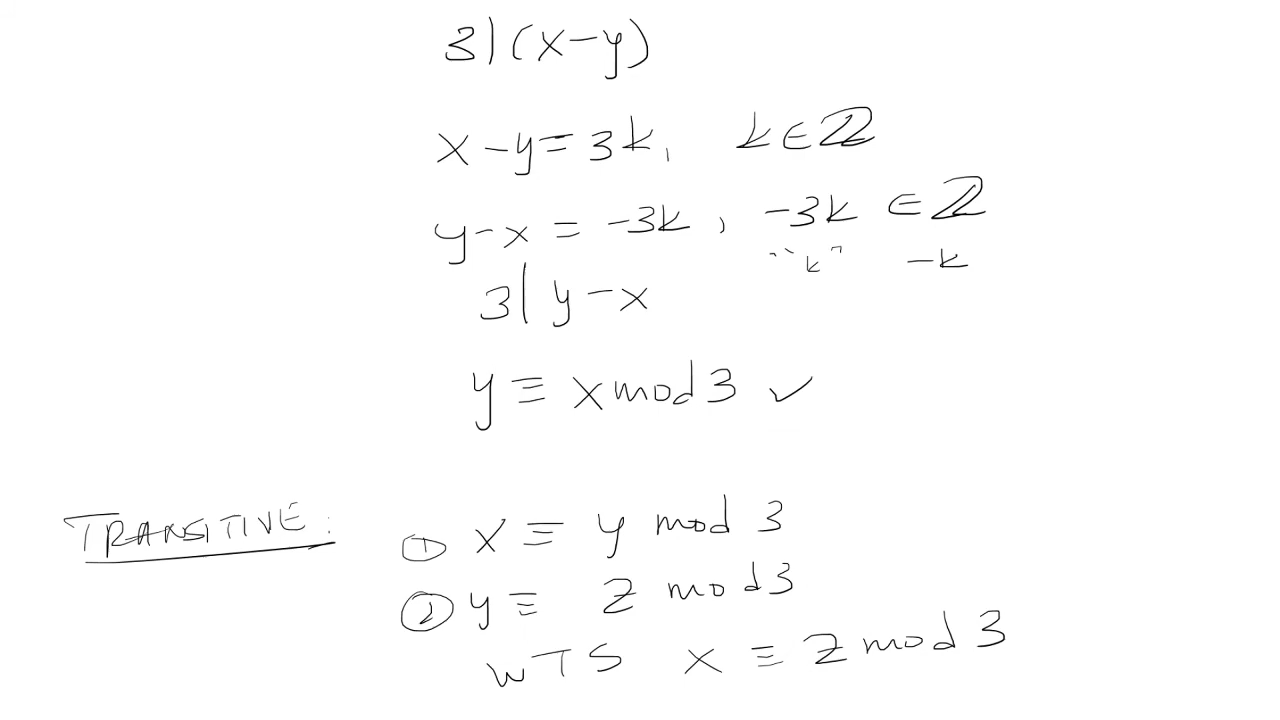 3|(x-y)
x-y=3k, k∈ℤ
y-x = -3k, -3k ∈ℤ
"k" -k
3| y-x
y ≡ x mod 3 ✓
TRANSITIVE: ① x ≡ y mod 3
② y ≡ z mod 3
WTS x ≡ z mod 3